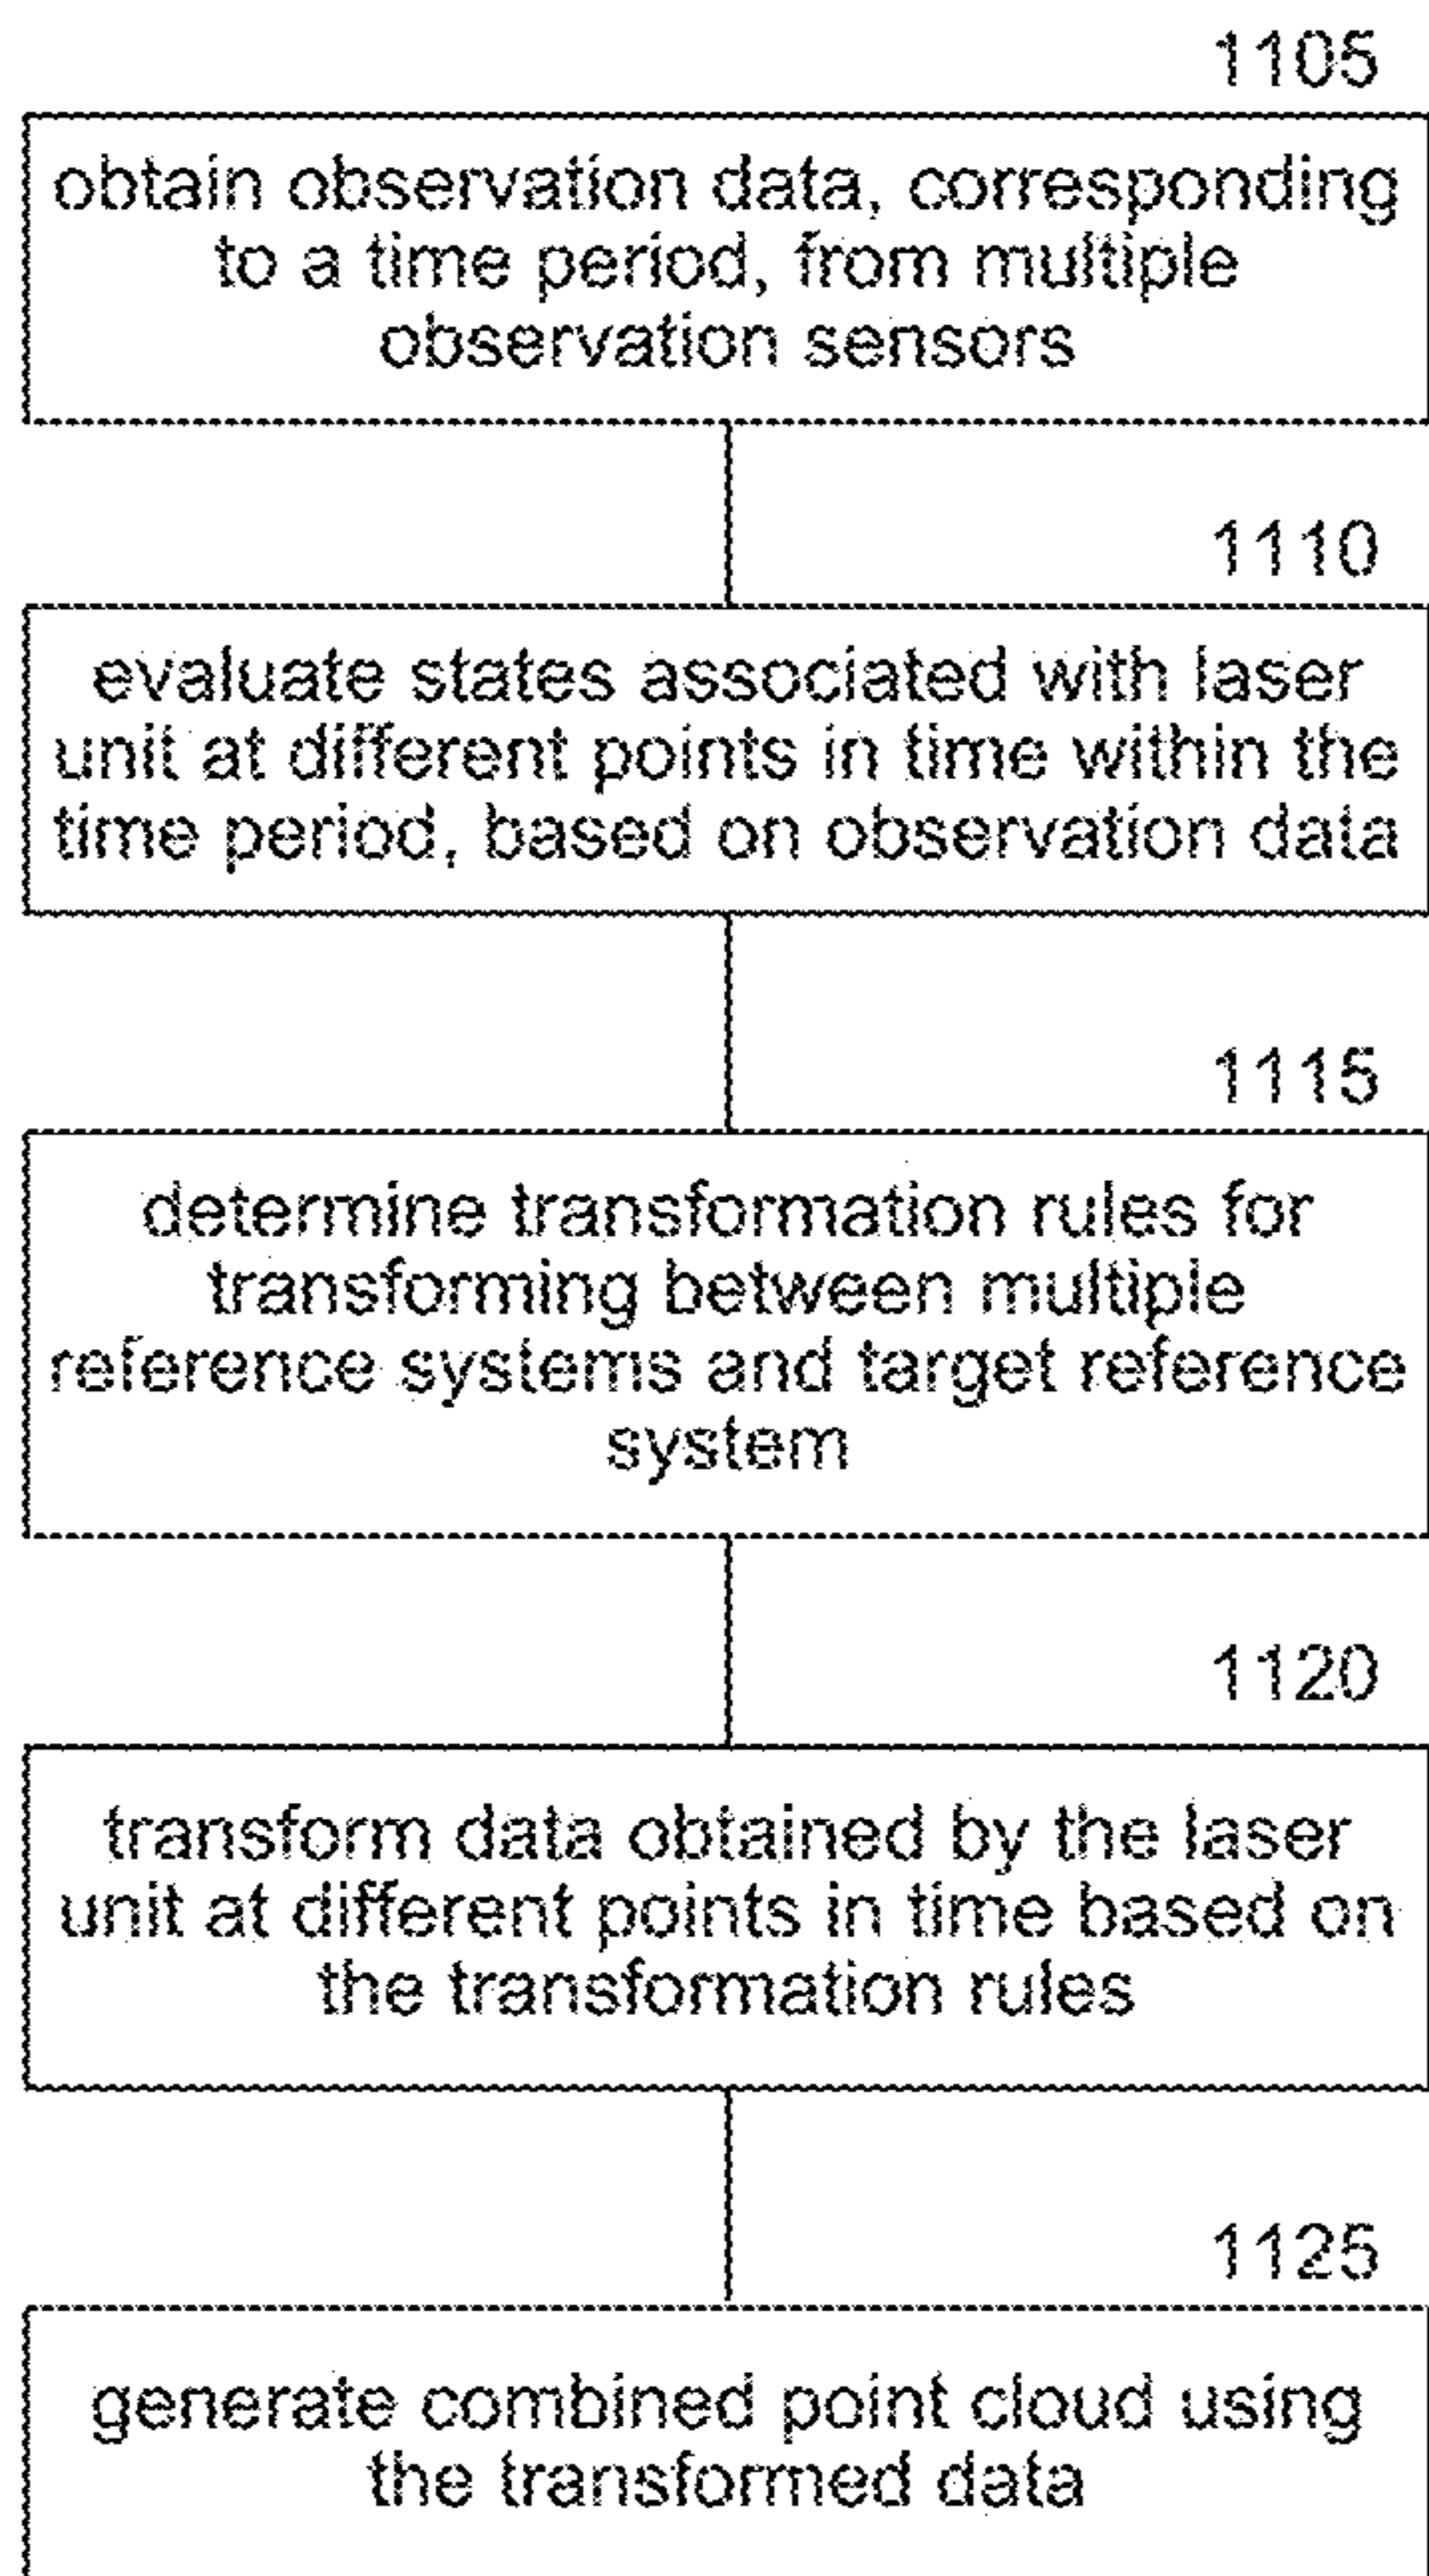 1105
obtain observation data, corresponding
to a time period, from multiple
observation sensors
1110
evaluate states associated with laser
unit at different points in time within the
time period, based on observation data
1115
determine transformation rules for
transforming between multiple
reference systems and target reference
system
1120
transform data obtained by the laser
unit at different points in time based on
the transformation rules
1125
generate combined point cloud using
the transformed data